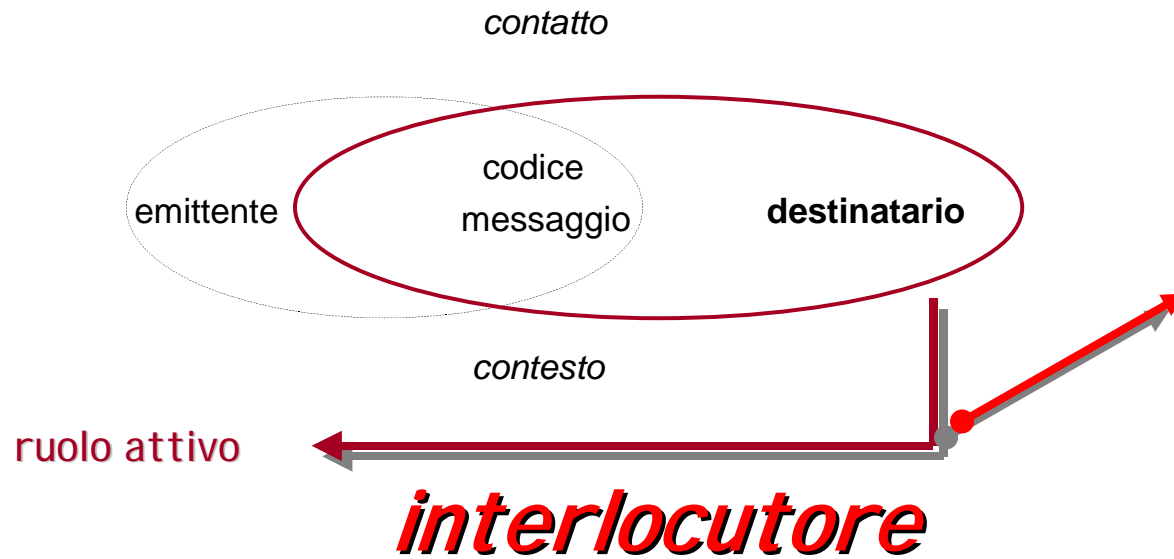 contatto
codice
emittente messaggio destinatario
contesto
ruolo attivo
interlocutore